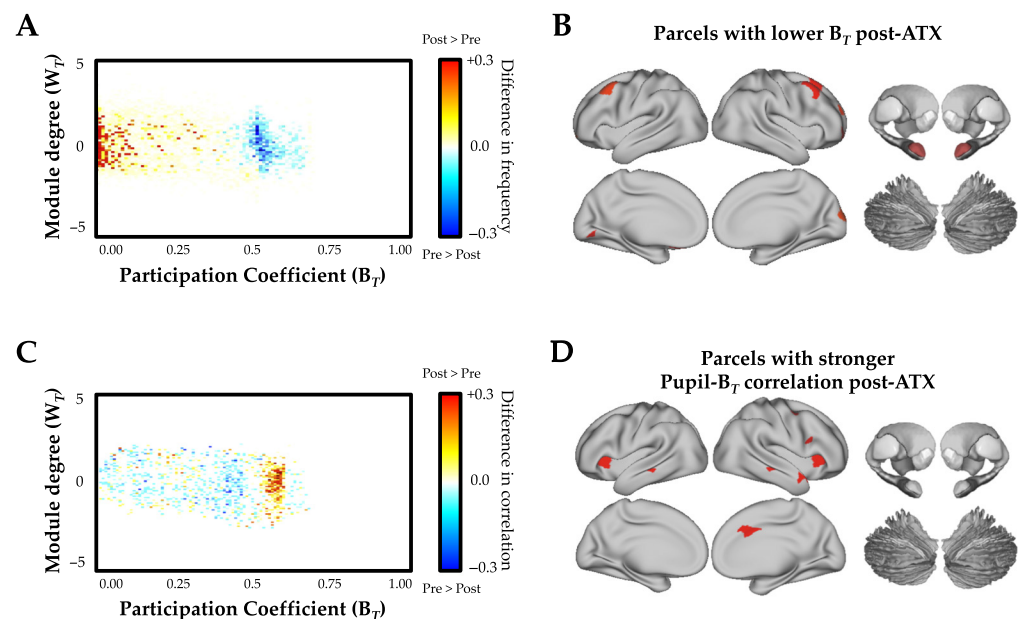 A
Post > Pre
5
0
−5
Module degree (W_T)
0.00 0.25 0.5 0.75 1.00
Participation Coefficient (B_T)
+0.3
0.0
−0.3
Difference in frequency
Pre > Post
B
Parcels with lower B_T post-ATX
C
Post > Pre
5
0
−5
Module degree (W_T)
0.00 0.25 0.5 0.75 1.00
Participation Coefficient (B_T)
+0.3
0.0
−0.3
Difference in correlation
Pre > Post
D
Parcels with stronger
Pupil-B_T correlation post-ATX